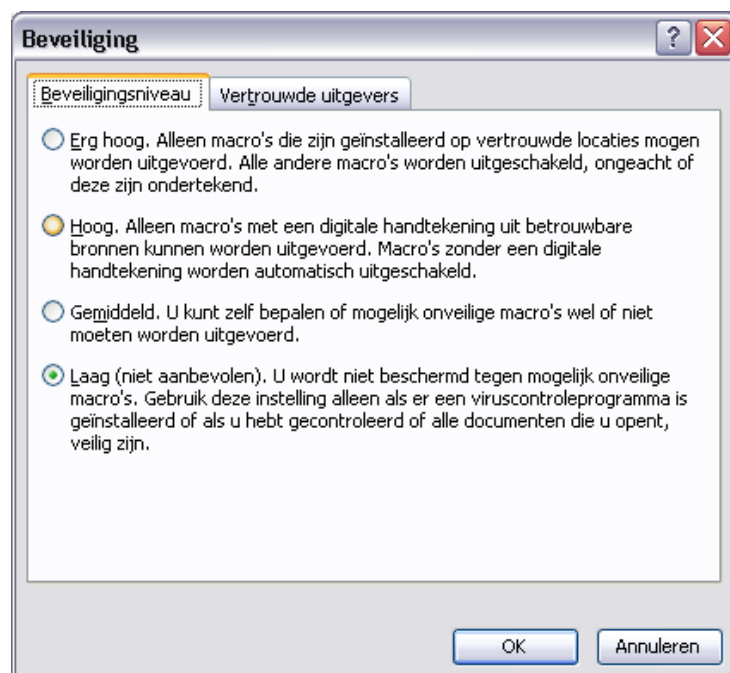 Beveiliging
Beveiligingsniveau
Vertrouwde uitgevers
Erg hoog. Alleen macro's die zijn geïnstalleerd op vertrouwde locaties mogen
worden uitgevoerd. Alle andere macro's worden uitgeschakeld, ongeacht of
deze zijn ondertekend.
Hoog. Alleen macro's met een digitale handtekening uit betrouwbare
bronnen kunnen worden uitgevoerd. Macro's zonder een digitale
handtekening worden automatisch uitgeschakeld.
Gemiddeld. U kunt zelf bepalen of mogelijk onveilige macro's wel of niet
moeten worden uitgevoerd.
Laag (niet aanbevolen). U wordt niet beschermd tegen mogelijk onveilige
macro's. Gebruik deze instelling alleen als er een viruscontroleprogramma is
geïnstalleerd of als u hebt gecontroleerd of alle documenten die u opent,
veilig zijn.
OK
Annuleren